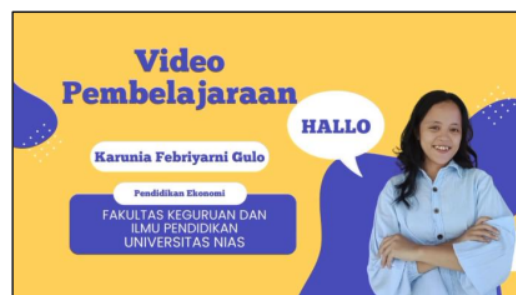 Video
Pembelajaraan
HALLO
Karunia Febriyarni Gulo
Pendidikan Ekonomi
FAKULTAS KEGURUAN DAN
ILMU PENDIDIKAN
UNIVERSITAS NIAS